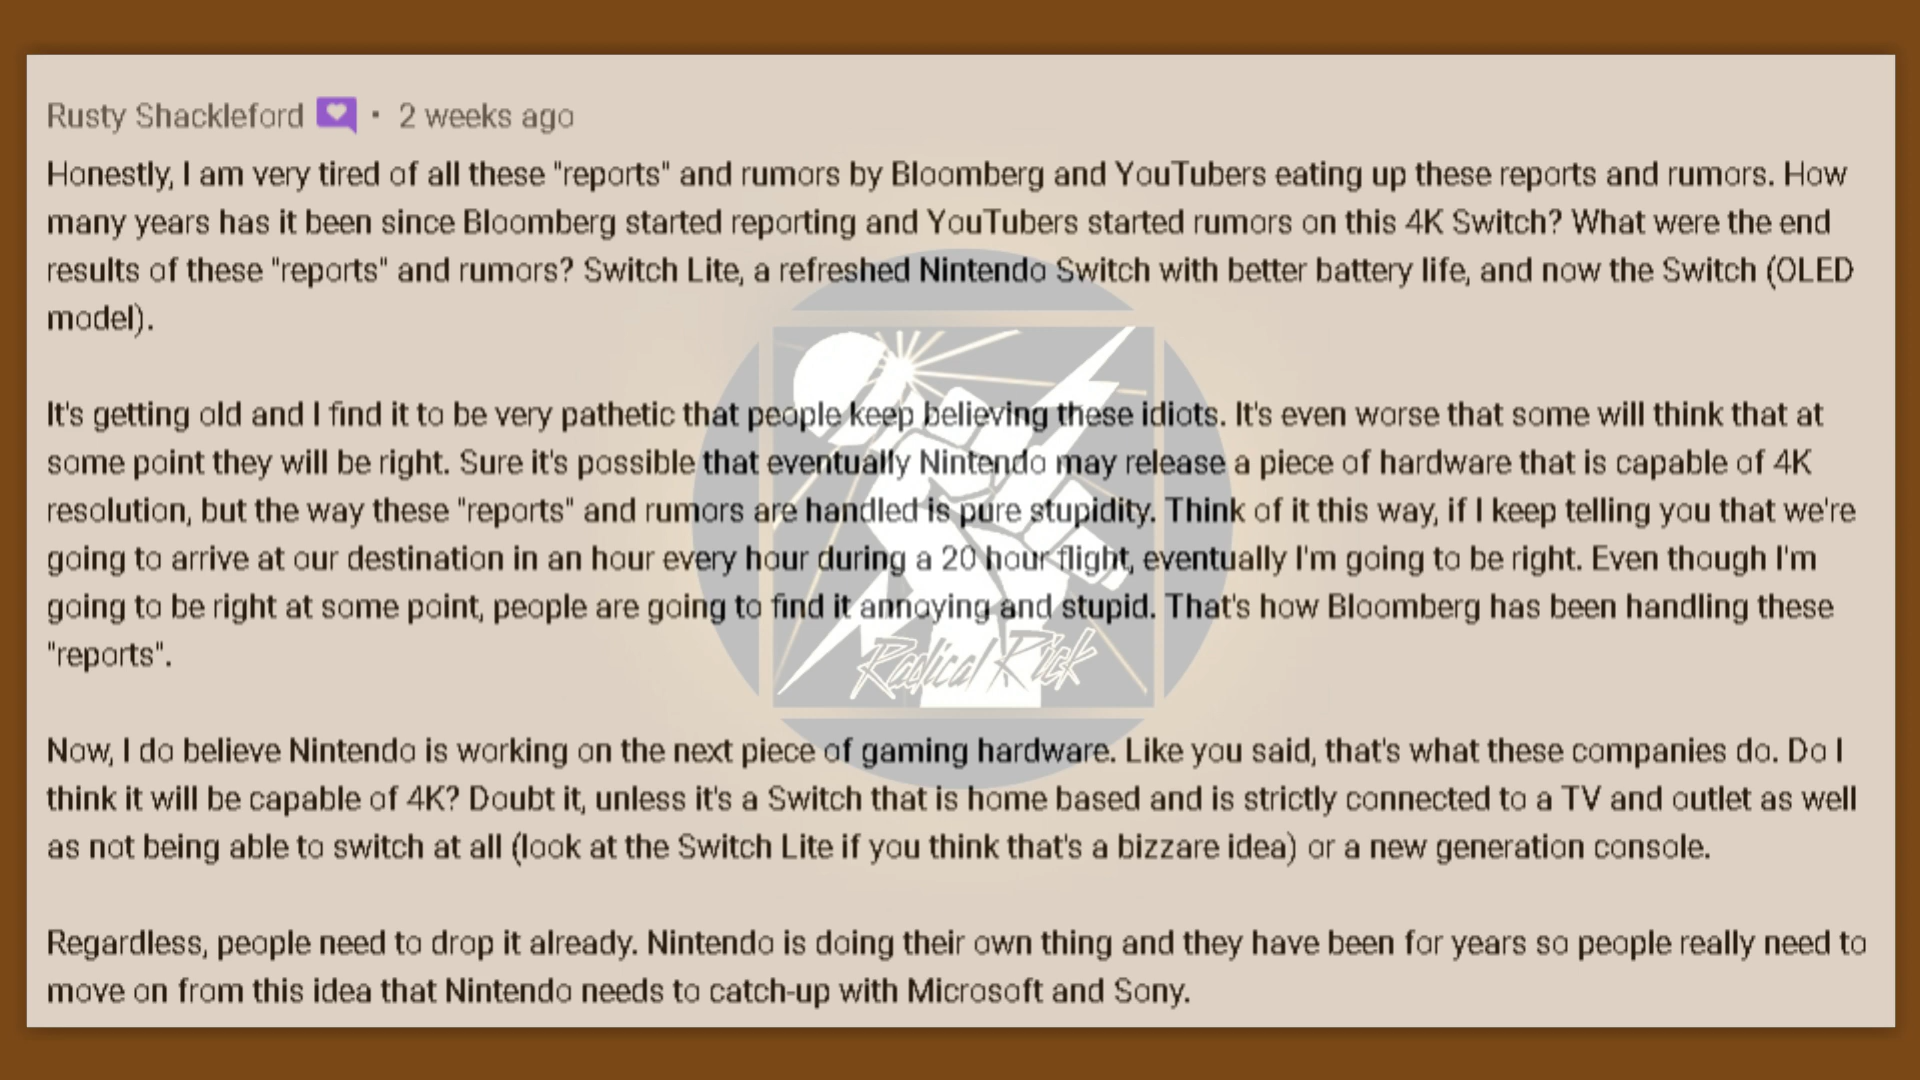 Rusty Shackleford • 2 weeks ago
Honestly, I am very tired of all these "reports" and rumors by Bloomberg and YouTubers eating up these reports and rumors. How
many years has it been since Bloomberg started reporting and YouTubers started rumors on this 4K Switch? What were the end
results of these "reports" and rumors? Switch Lite, a refreshed Nintendo Switch with better battery life, and now the Switch (OLED
model).
It's getting old and I find it to be very pathetic that people keep believing these idiots. It's even worse that some will think that at
some point they will be right. Sure it's possible that eventually Nintendo may release a piece of hardware that is capable of 4K
resolution, but the way these "reports" and rumors are handled is pure stupidity. Think of it this way, if I keep telling you that we're
going to arrive at our destination in an hour every hour during a 20 hour flight, eventually I'm going to be right. Even though I'm
going to be right at some point, people are going to find it annoying and stupid. That's how Bloomberg has been handling these
"reports".
Radical Rick
Now, I do believe Nintendo is working on the next piece of gaming hardware. Like you said, that's what these companies do. Do I
think it will be capable of 4K? Doubt it, unless it's a Switch that is home based and is strictly connected to a TV and outlet as well
as not being able to switch at all (look at the Switch Lite if you think that's a bizzare idea) or a new generation console.
Regardless, people need to drop it already. Nintendo is doing their own thing and they have been for years so people really need to
move on from this idea that Nintendo needs to catch-up with Microsoft and Sony.